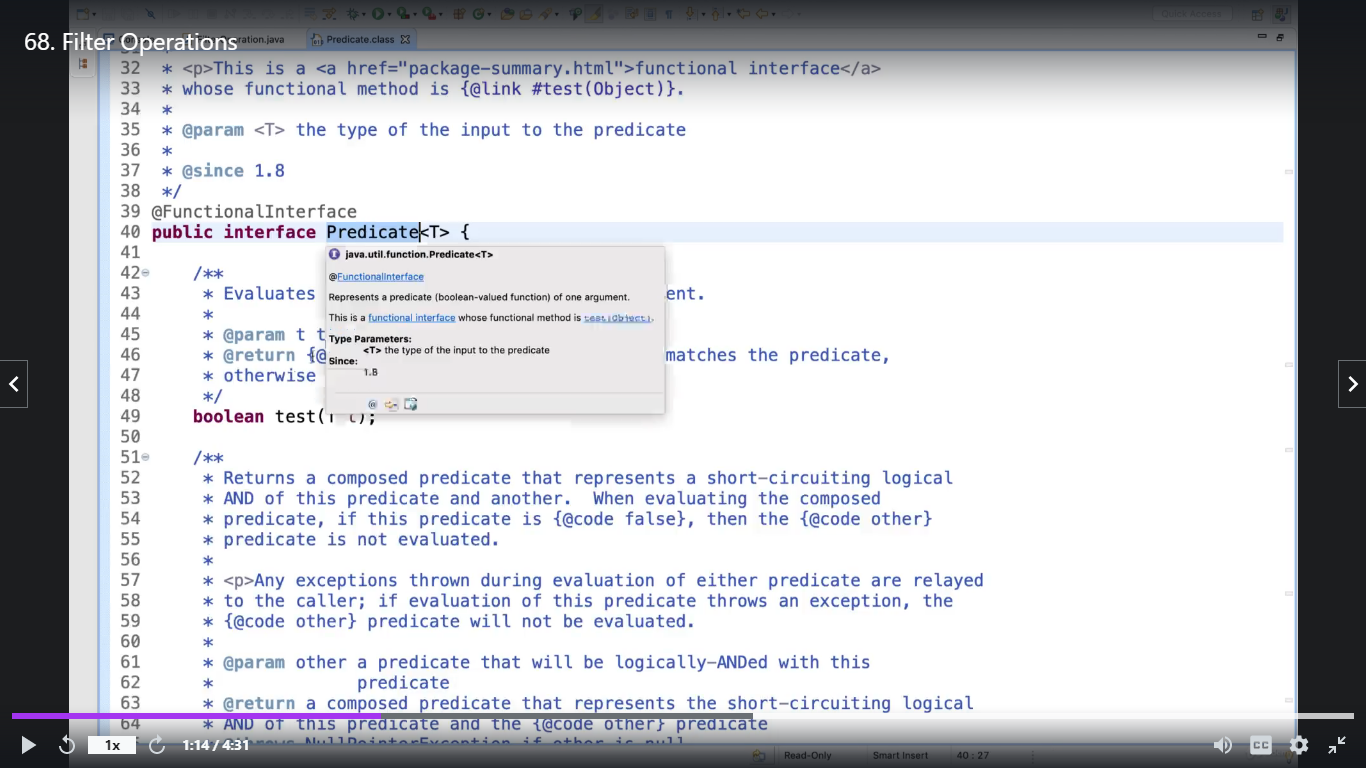 Quick Access
68. Filter Operations
ration.java
Predicate.class
32 * <p>This is a <a href="package-summary.html">functional interface</a>
33 * whose functional method is {@link #test(Object)}.
34 *
35 * @param <T> the type of the input to the predicate
36 *
37 * @since 1.8
38 */
39 @FunctionalInterface
40 public interface Predicate<T> {
41
42 /**
43 * Evaluates ent.
44 *
45 * @param t t
46 * @return {@ matches the predicate,
47 * otherwise
48 */
49 boolean test(T t);
50
51 /**
52 * Returns a composed predicate that represents a short-circuiting logical
53 * AND of this predicate and another. When evaluating the composed
54 * predicate, if this predicate is {@code false}, then the {@code other}
55 * predicate is not evaluated.
56 *
57 * <p>Any exceptions thrown during evaluation of either predicate are relayed
58 * to the caller; if evaluation of this predicate throws an exception, the
59 * {@code other} predicate will not be evaluated.
60 *
61 * @param other a predicate that will be logically-ANDed with this
62 * predicate
63 * @return a composed predicate that represents the short-circuiting logical
64 * AND of this predicate and the {@code other} predicate
* @throws NullPointerException if other is null
java.util.function.Predicate<T>
@FunctionalInterface
Represents a predicate (boolean-valued function) of one argument.
This is a functional interface whose functional method is test(Object).
Type Parameters:
<T> the type of the input to the predicate
Since:
1.8
@
1x
1:14 / 4:31
Read-Only
Smart Insert
40 : 27
CC